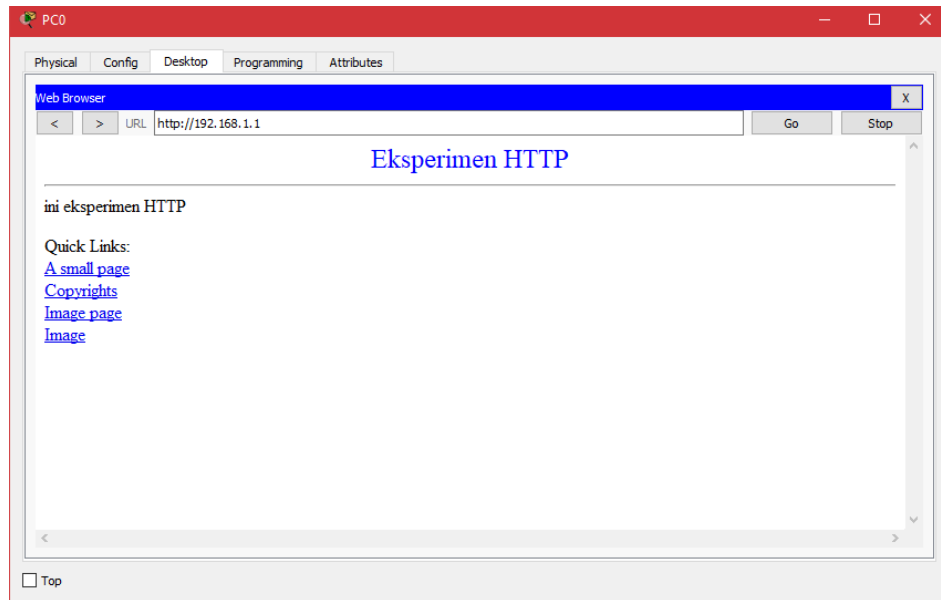 PC0
Physical Config Desktop Programming Attributes
Web Browser
X
< > URL http://192.168.1.1 Go Stop
Eksperimen HTTP
ini eksperimen HTTP
Quick Links:
A small page
Copyrights
Image page
Image
Top